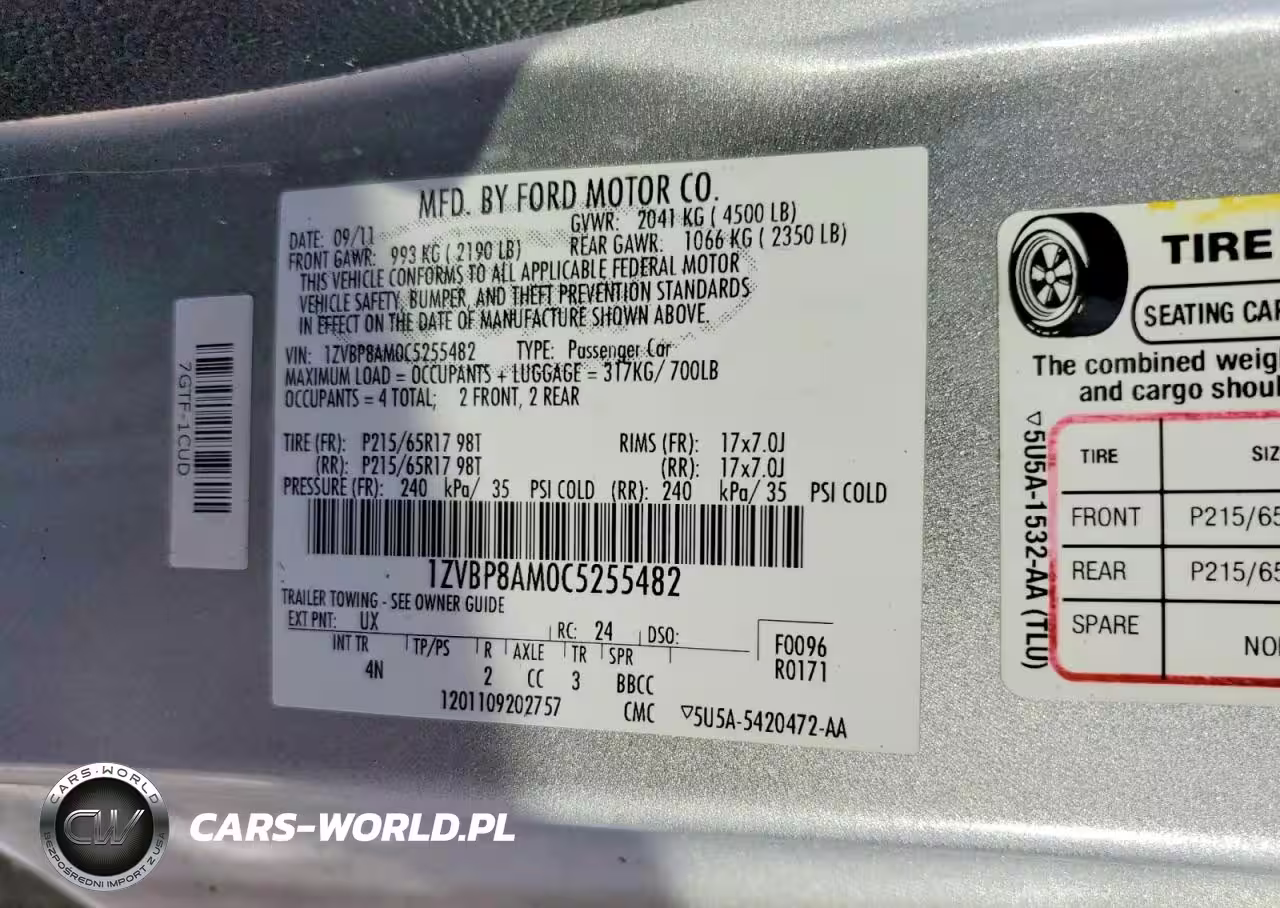 MFD. BY FORD MOTOR CO.
DATE: 09/11 GVWR: 2041 KG ( 4500 LB)
FRONT GAWR: 993 KG ( 2190 LB) REAR GAWR: 1066 KG ( 2350 LB)
THIS VEHICLE CONFORMS TO ALL APPLICABLE FEDERAL MOTOR
VEHICLE SAFETY, BUMPER, AND THEFT PREVENTION STANDARDS
IN EFFECT ON THE DATE OF MANUFACTURE SHOWN ABOVE.
VIN: 1ZVBP8AM0C5255482 TYPE: Passenger Car
MAXIMUM LOAD = OCCUPANTS + LUGGAGE = 317KG/ 700LB
OCCUPANTS = 4 TOTAL; 2 FRONT, 2 REAR
TIRE (FR): P215/65R17 98T RIMS (FR): 17x7.0J
(RR): P215/65R17 98T (RR): 17x7.0J
PRESSURE (FR): 240 kPa/ 35 PSI COLD (RR): 240 kPa/ 35 PSI COLD
1ZVBP8AM0C5255482
TRAILER TOWING - SEE OWNER GUIDE
EXT PNT: UX RC: 24 DSO:
INT TR TP/PS R AXLE TR SPR
4N 2 CC 3 BBCC
F0096
R0171
1201109202757 CMC ▽5U5A-5420472-AA
7GTF-1CUD
TIRE
SEATING CAP
The combined weig
and cargo shoul
▽5U5A-1532-AA (TLU)
TIRE SIZ
FRONT P215/65
REAR P215/65
SPARE NO
CARS-WORLD
CW
BEZPOŚREDNI IMPORT Z USA
CARS-WORLD.PL